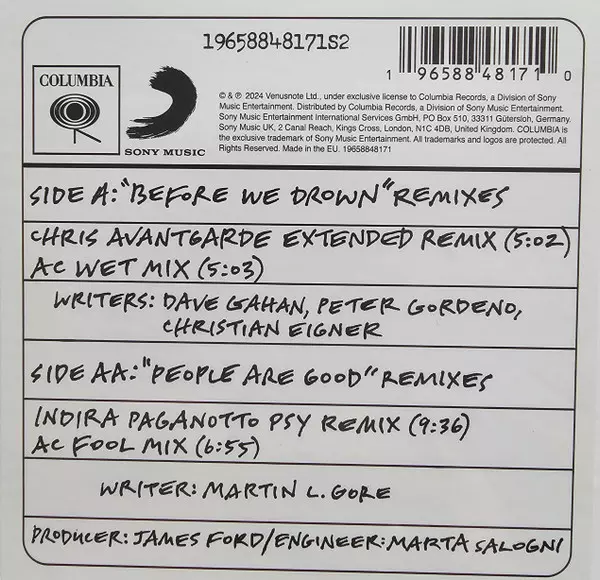 19658848171S2
1 96588 48171 0
COLUMBIA
SONY MUSIC
© & ℗ 2024 Venusnote Ltd., under exclusive license to Columbia Records, a Division of Sony
Music Entertainment. Distributed by Columbia Records, a Division of Sony Music Entertainment.
Sony Music Entertainment International Services GmbH, PO Box 510, 33311 Gütersloh, Germany.
Sony Music UK, 2 Canal Reach, Kings Cross, London, N1C 4DB, United Kingdom. COLUMBIA is
the exclusive trademark of Sony Music Entertainment. All trademarks and logos are protected. All
Rights Reserved. Made in the EU. 19658848171
SIDE A: "BEFORE WE DROWN" REMIXES
CHRIS AVANTGARDE EXTENDED REMIX (5:02)
AC WET MIX (5:03)
WRITERS: DAVE GAHAN, PETER GORDENO,
CHRISTIAN EIGNER
SIDE AA: "PEOPLE ARE GOOD" REMIXES
INDIRA PAGANOTTO PSY REMIX (9:36)
AC FOOL MIX (6:55)
WRITER: MARTIN L. GORE
PRODUCER: JAMES FORD/ENGINEER: MARTA SALOGNI